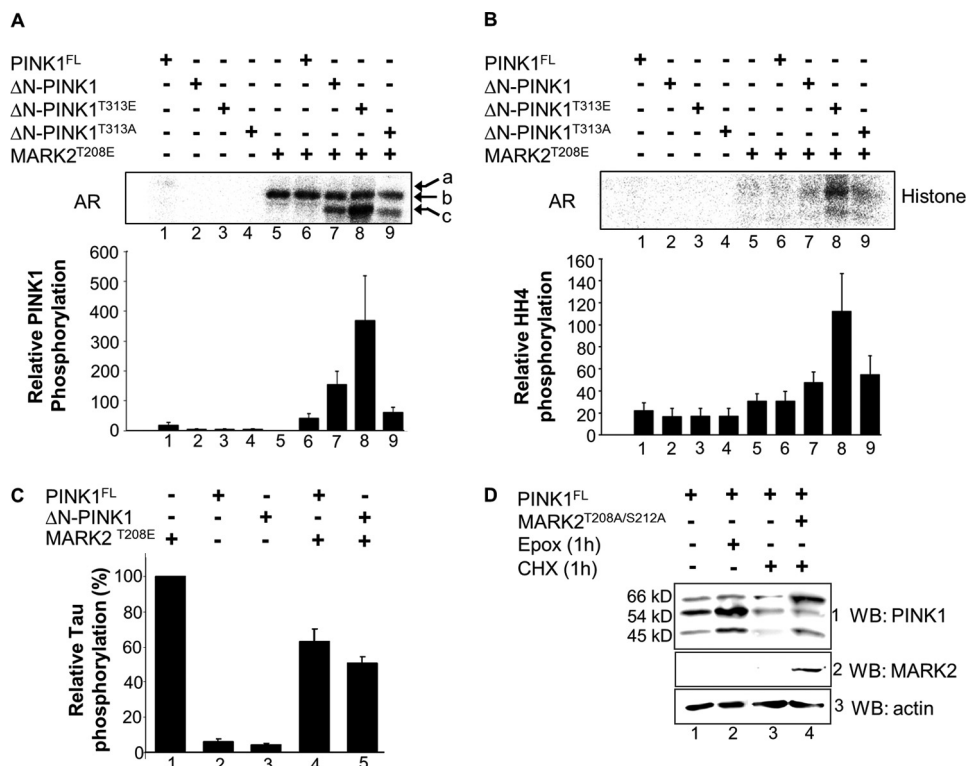 A
PINK1FL + - - - - + - - -
ΔN-PINK1 - + - - - - + - -
ΔN-PINK1T313E - - + - - - - + -
ΔN-PINK1T313A - - - + - - - - +
MARK2T208E - - - - + + + + +
AR
a
b
c
1 2 3 4 5 6 7 8 9
Relative PINK1
Phosphorylation
600
500
400
300
200
100
0
1 2 3 4 5 6 7 8 9
B
PINK1FL + - - - - + - - -
ΔN-PINK1 - + - - - - + - -
ΔN-PINK1T313E - - + - - - - + -
ΔN-PINK1T313A - - - + - - - - +
MARK2T208E - - - - + + + + +
AR
Histone
1 2 3 4 5 6 7 8 9
Relative HH4
phosphorylation
160
140
120
100
80
60
40
20
0
1 2 3 4 5 6 7 8 9
C
PINK1FL - + - + -
ΔN-PINK1 - - + - +
MARK2 T208E + - - + +
Relative Tau
phosphorylation (%)
100
80
60
40
20
0
1 2 3 4 5
D
PINK1FL + + + +
MARK2T208A/S212A - - - +
Epox (1h) - + - -
CHX (1h) - - + +
66 kD
54 kD
45 kD
1 WB: PINK1
2 WB: MARK2
3 WB: actin
1 2 3 4